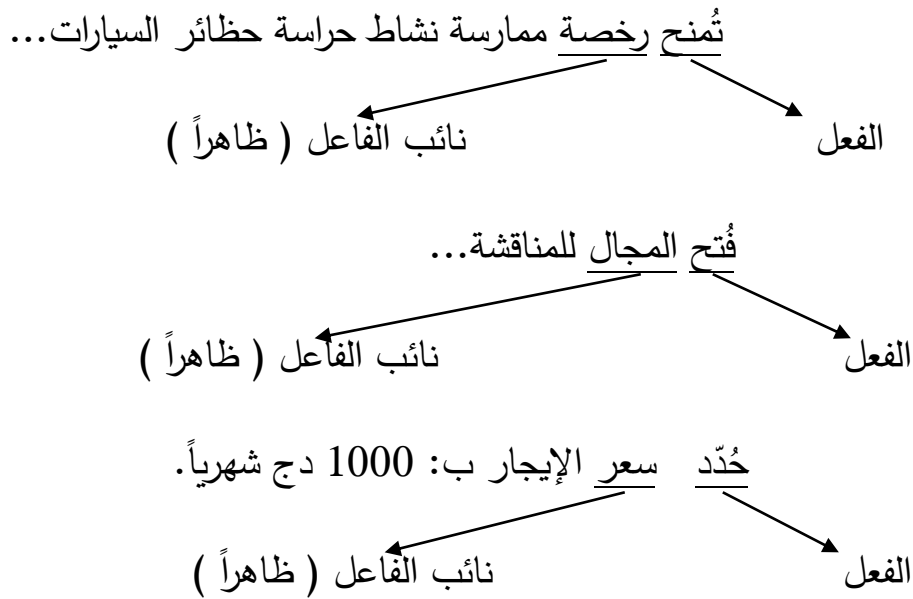 تُمنح رخصة ممارسة نشاط حراسة حظائر السيارات...
الفعل نائب الفاعل ( ظاهراً )
فُتح المجال للمناقشة...
الفعل نائب الفاعل ( ظاهراً )
حُدّد سعر الإيجار ب: 1000 دج شهرياً.
الفعل نائب الفاعل ( ظاهراً )